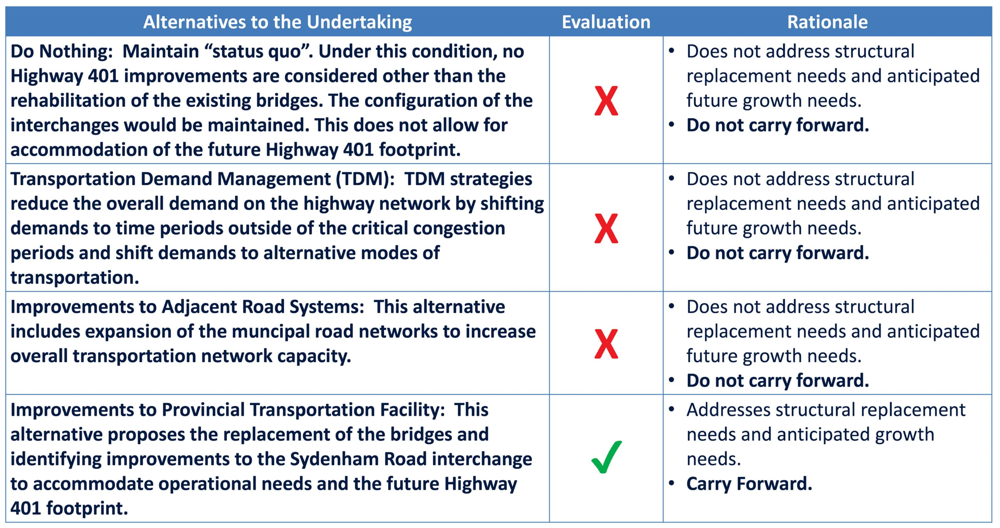 Alternatives to the Undertaking
Evaluation
Rationale
Do Nothing:  Maintain “status quo”. Under this condition, no
Highway 401 improvements are considered other than the
rehabilitation of the existing bridges. The configuration of the
interchanges would be maintained. This does not allow for
accommodation of the future Highway 401 footprint.
X
• Does not address structural
replacement needs and anticipated
future growth needs.
• Do not carry forward.
Transportation Demand Management (TDM):  TDM strategies
reduce the overall demand on the highway network by shifting
demands to time periods outside of the critical congestion
periods and shift demands to alternative modes of
transportation.
X
• Does not address structural
replacement needs and anticipated
future growth needs.
• Do not carry forward.
Improvements to Adjacent Road Systems:  This alternative
includes expansion of the muncipal road networks to increase
overall transportation network capacity.
X
• Does not address structural
replacement needs and anticipated
future growth needs.
• Do not carry forward.
Improvements to Provincial Transportation Facility:  This
alternative proposes the replacement of the bridges and
identifying improvements to the Sydenham Road interchange
to accommodate operational needs and the future Highway
401 footprint.
✓
• Addresses structural replacement
needs and anticipated growth
needs.
• Carry Forward.